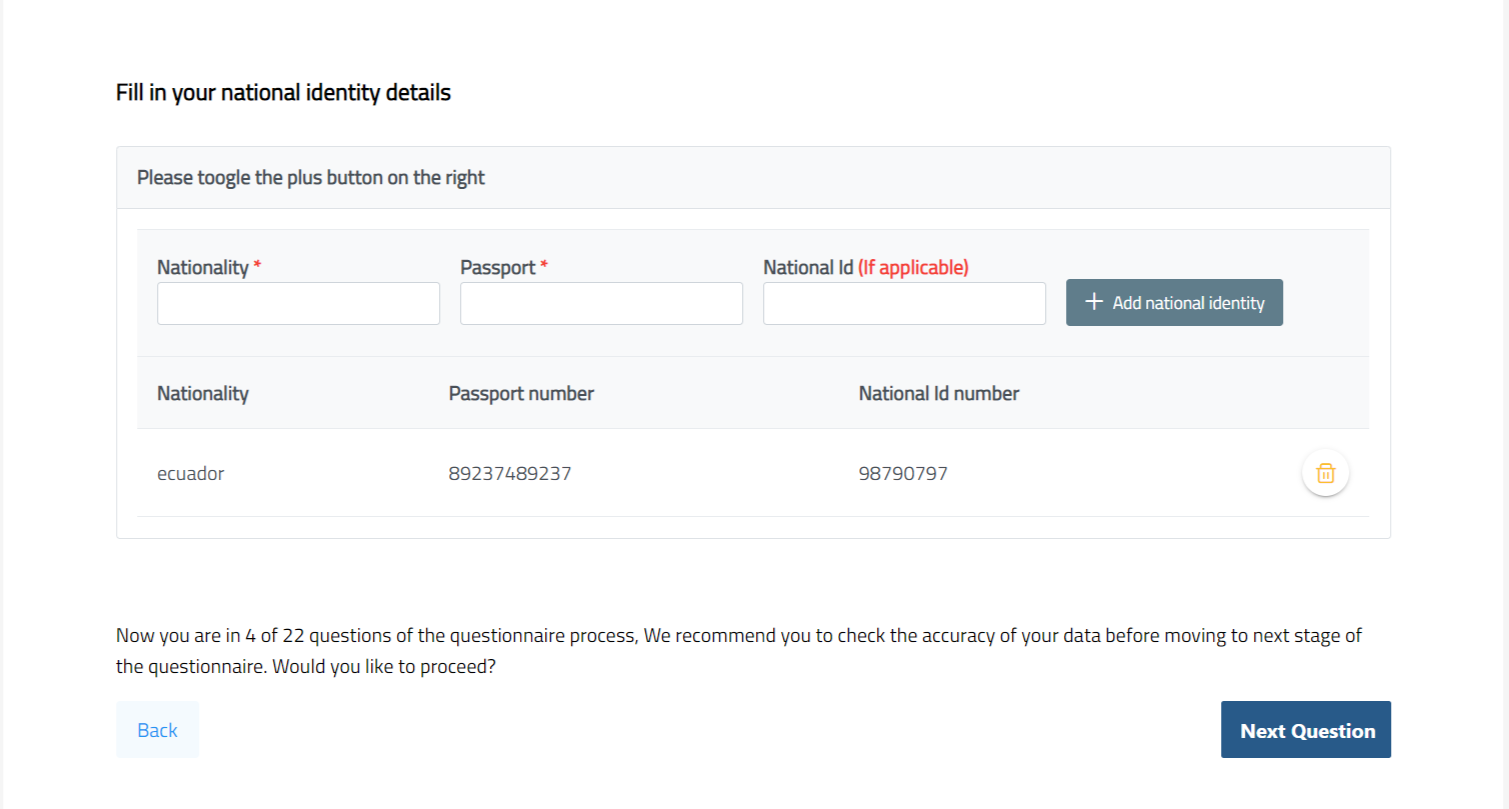 Fill in your national identity details
Please toogle the plus button on the right
Nationality * Passport * National Id (If applicable)
+ Add national identity
Nationality Passport number National Id number
ecuador 89237489237 98790797
Now you are in 4 of 22 questions of the questionnaire process, We recommend you to check the accuracy of your data before moving to next stage of
the questionnaire. Would you like to proceed?
Back Next Question